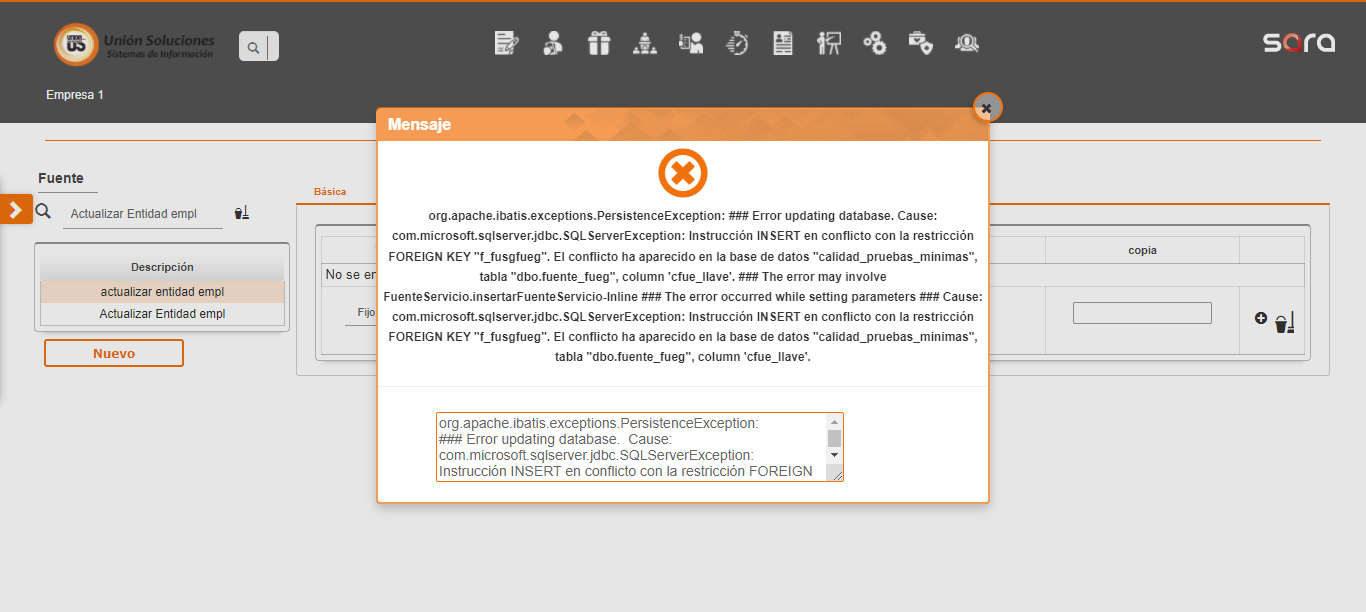 UNION
US
Unión Soluciones
Sistemas de Información
sara
Empresa 1
Mensaje
Fuente
Básica
Actualizar Entidad empl
Descripción
actualizar entidad empl
Actualizar Entidad empl
Nuevo
copia
No se en
Fijo
org.apache.ibatis.exceptions.PersistenceException: ### Error updating database. Cause:
com.microsoft.sqlserver.jdbc.SQLServerException: Instrucción INSERT en conflicto con la restricción
FOREIGN KEY "f_fusgfueg". El conflicto ha aparecido en la base de datos "calidad_pruebas_minimas",
tabla "dbo.fuente_fueg", column 'cfue_llave'. ### The error may involve
FuenteServicio.insertarFuenteServicio-Inline ### The error occurred while setting parameters ### Cause:
com.microsoft.sqlserver.jdbc.SQLServerException: Instrucción INSERT en conflicto con la restricción
FOREIGN KEY "f_fusgfueg". El conflicto ha aparecido en la base de datos "calidad_pruebas_minimas",
tabla "dbo.fuente_fueg", column 'cfue_llave'.
org.apache.ibatis.exceptions.PersistenceException:
### Error updating database.  Cause:
com.microsoft.sqlserver.jdbc.SQLServerException:
Instrucción INSERT en conflicto con la restricción FOREIGN